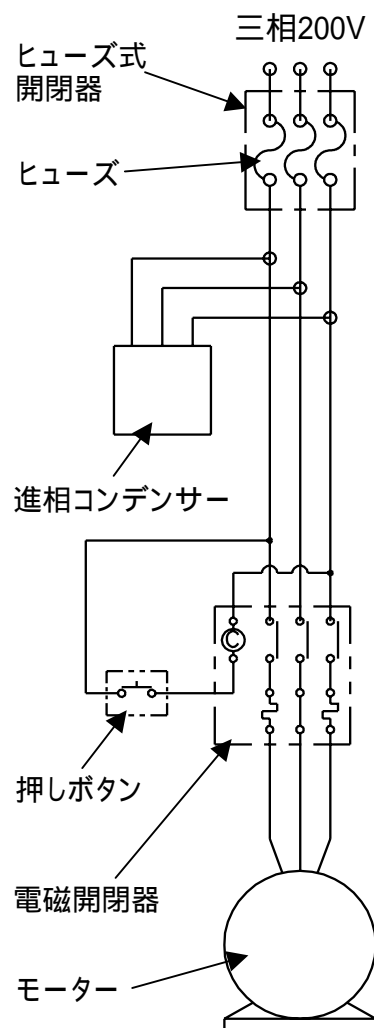 三相200V
ヒューズ式
開閉器
ヒューズ
進相コンデンサー
C
押しボタン
電磁開閉器
モーター